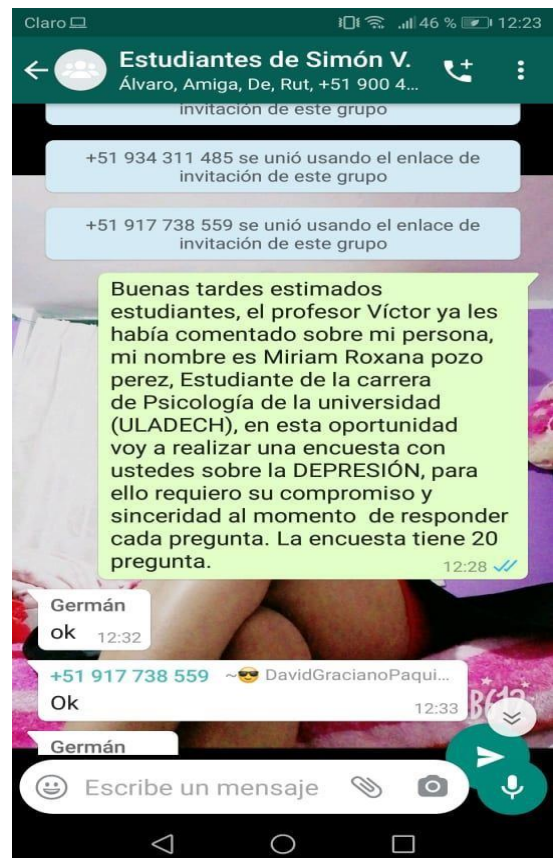 Claro 46 % 12:23
Estudiantes de Simón V.
Álvaro, Amiga, De, Rut, +51 900 4...
invitación de este grupo
+51 934 311 485 se unió usando el enlace de
invitación de este grupo
+51 917 738 559 se unió usando el enlace de
invitación de este grupo
Buenas tardes estimados
estudiantes, el profesor Víctor ya les
había comentado sobre mi persona,
mi nombre es Miriam Roxana pozo
perez, Estudiante de la carrera
de Psicología de la universidad
(ULADECH), en esta oportunidad
voy a realizar una encuesta con
ustedes sobre la DEPRESIÓN, para
ello requiero su compromiso y
sinceridad al momento de responder
cada pregunta. La encuesta tiene 20
pregunta.
12:28
Germán
ok 12:32
+51 917 738 559 ~😎 DavidGracianoPaqui...
Ok 12:33
B612
Germán
Escribe un mensaje